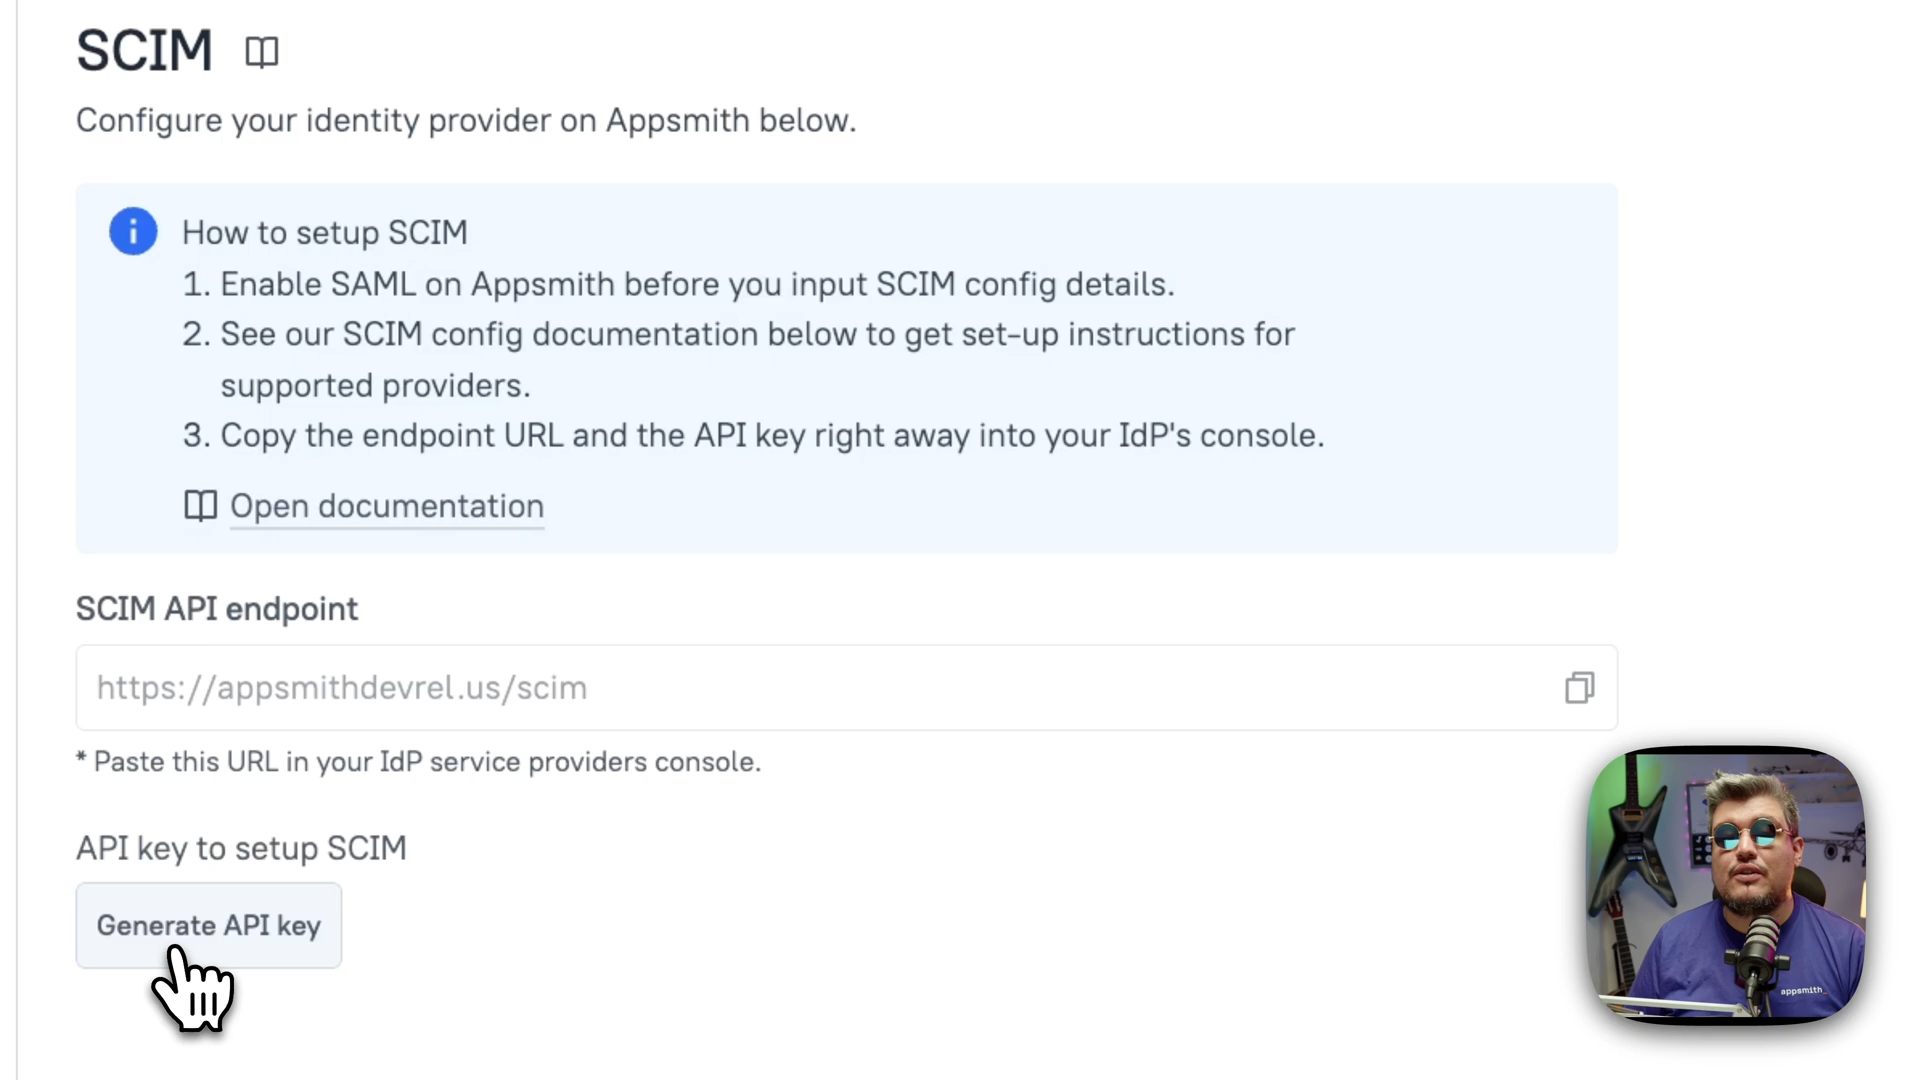 SCIM
Configure your identity provider on Appsmith below.
How to setup SCIM
1. Enable SAML on Appsmith before you input SCIM config details.
2. See our SCIM config documentation below to get set-up instructions for
supported providers.
3. Copy the endpoint URL and the API key right away into your IdP's console.
Open documentation
SCIM API endpoint
https://appsmithdevrel.us/scim
* Paste this URL in your IdP service providers console.
API key to setup SCIM
Generate API key
appsmith_